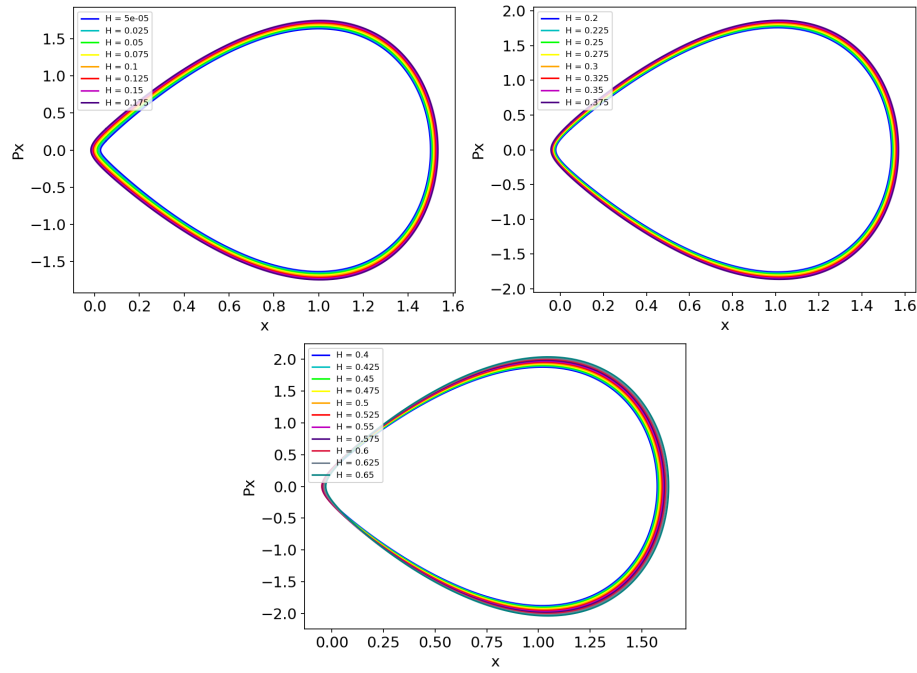 H = 5e-05
H = 0.025
H = 0.05
H = 0.075
H = 0.1
H = 0.125
H = 0.15
H = 0.175
1.5
1.0
0.5
0.0
−0.5
−1.0
−1.5
Px
0.0 0.2 0.4 0.6 0.8 1.0 1.2 1.4 1.6
x
H = 0.2
H = 0.225
H = 0.25
H = 0.275
H = 0.3
H = 0.325
H = 0.35
H = 0.375
2.0
1.5
1.0
0.5
0.0
−0.5
−1.0
−1.5
−2.0
Px
0.0 0.2 0.4 0.6 0.8 1.0 1.2 1.4 1.6
x
H = 0.4
H = 0.425
H = 0.45
H = 0.475
H = 0.5
H = 0.525
H = 0.55
H = 0.575
H = 0.6
H = 0.625
H = 0.65
2.0
1.5
1.0
0.5
0.0
−0.5
−1.0
−1.5
−2.0
Px
0.00 0.25 0.50 0.75 1.00 1.25 1.50
x